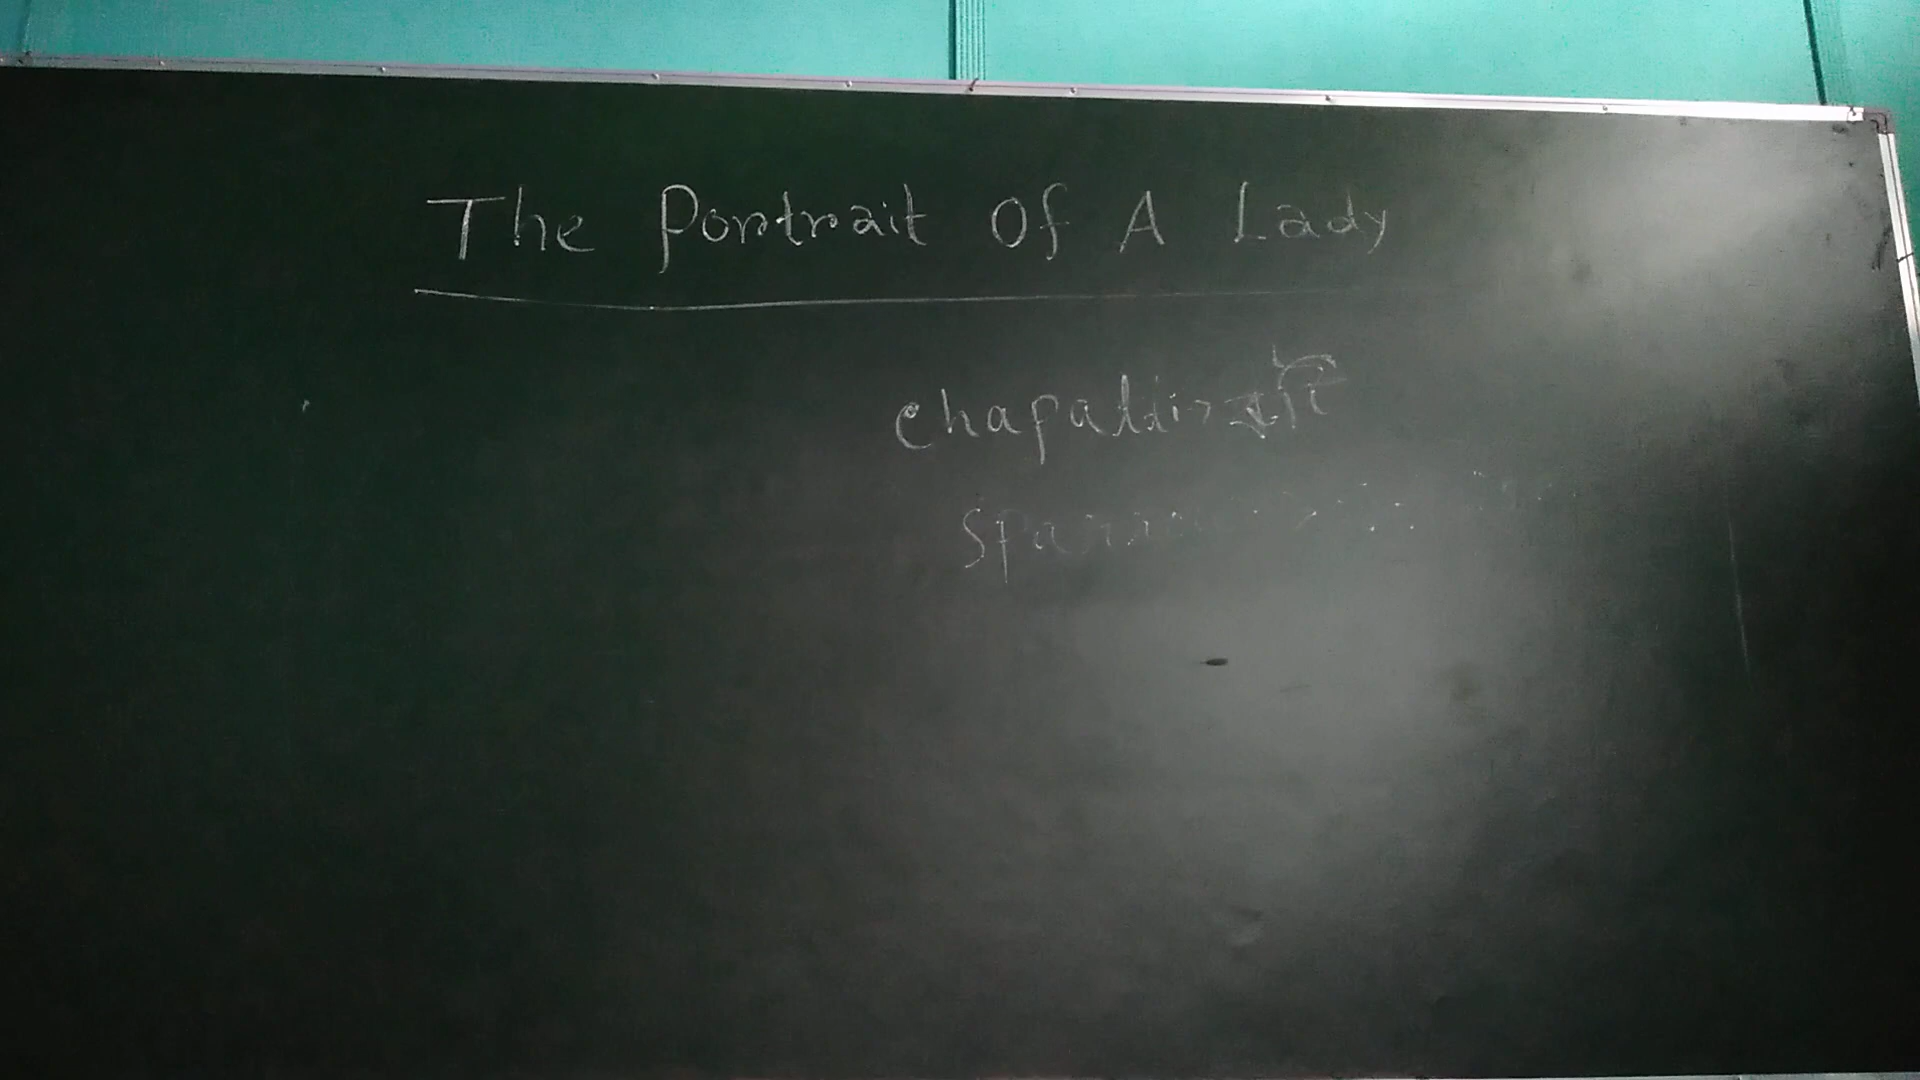 The Portrait Of A Lady
Chapatti → রুটি
Sparrow